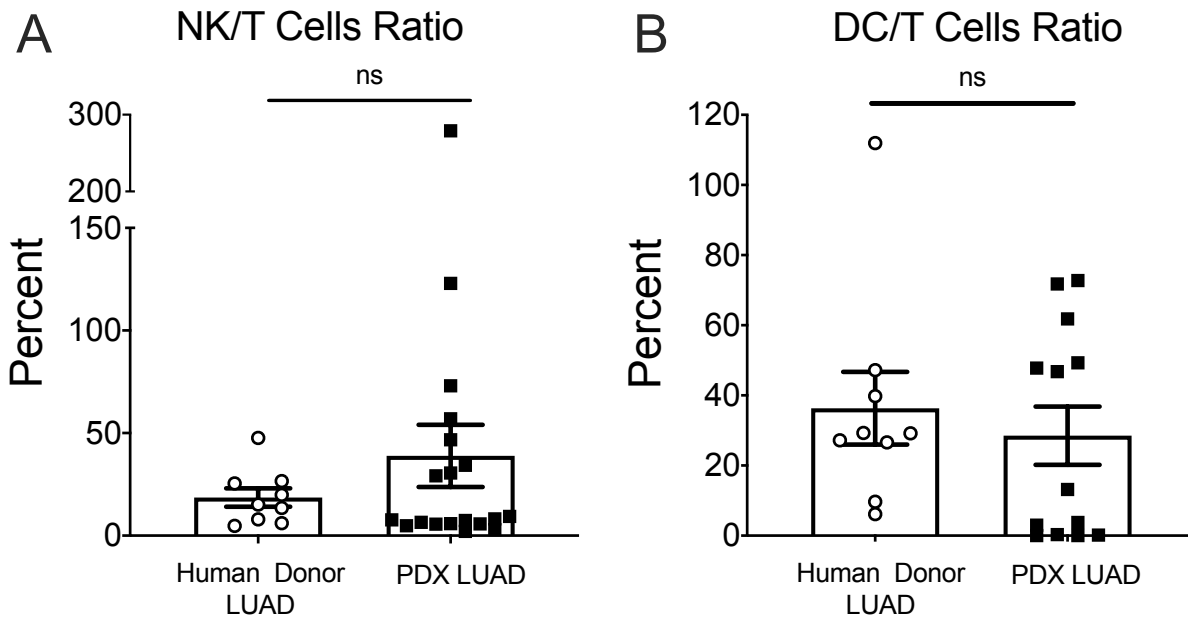 A
NK/T Cells Ratio
ns
300
200
150
100
50
0
Percent
Human Donor
LUAD
PDX LUAD
B
DC/T Cells Ratio
ns
120
100
80
60
40
20
0
Percent
Human Donor
LUAD
PDX LUAD